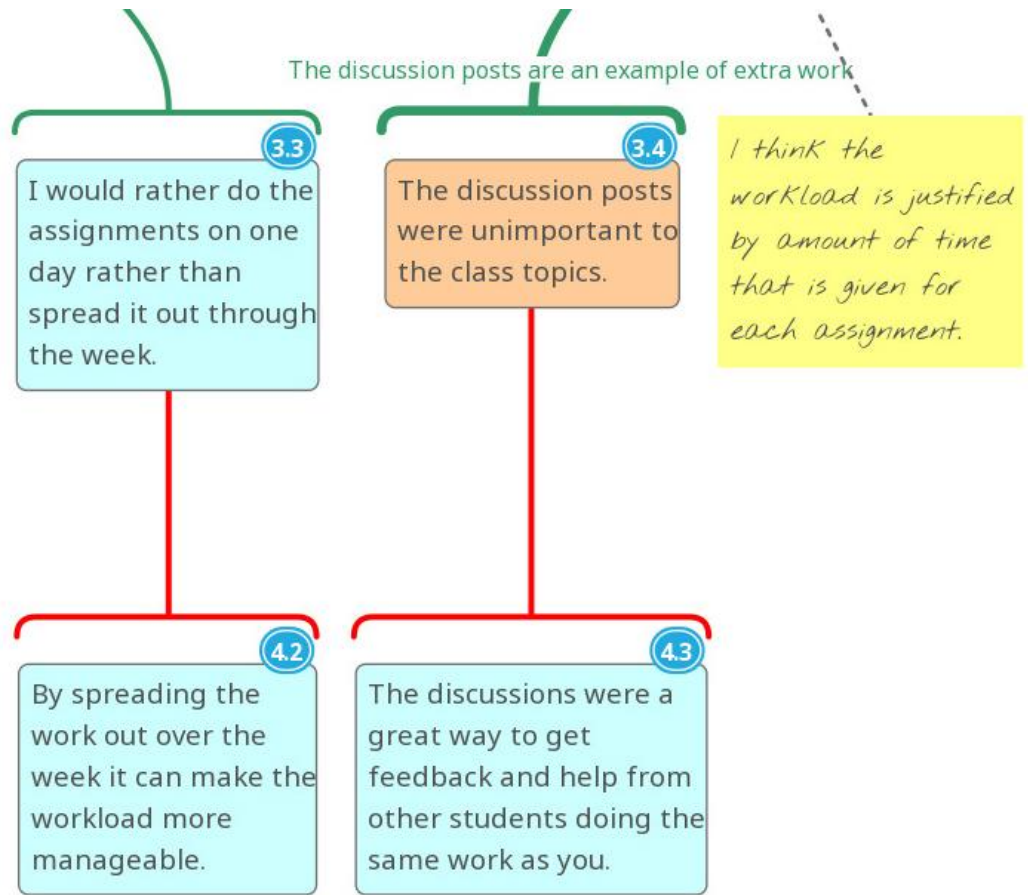 The discussion posts are an example of extra work
3.3
I would rather do the
assignments on one
day rather than
spread it out through
the week.
3.4
The discussion posts
were unimportant to
the class topics.
I think the
workload is justified
by amount of time
that is given for
each assignment.
4.2
By spreading the
work out over the
week it can make the
workload more
manageable.
4.3
The discussions were a
great way to get
feedback and help from
other students doing the
same work as you.